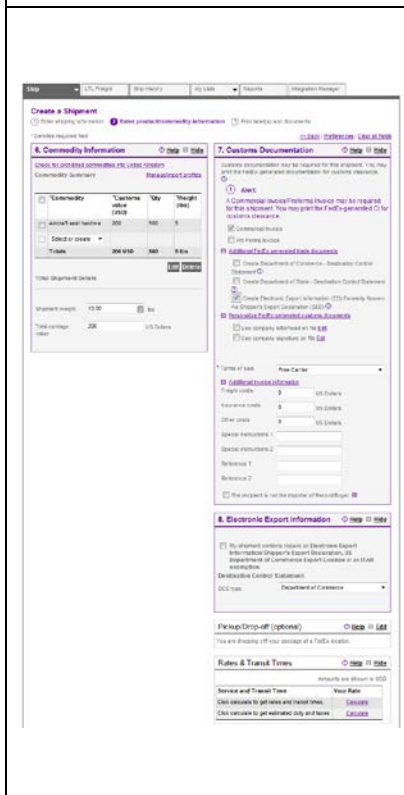 Ship
LTL Freight
Ship History
My Lists
Reports
Integration Manager
Create a Shipment
Enter shipping information 2 Enter product/commodity information 3 Print label(s) and documents
* Denotes required field
<< Back | Preferences | Clear all fields
6. Commodity Information Help Hide
Check for prohibited commodities into United Kingdom
Commodity Summary
Manage/import profiles
*Commodity *Customs value (USD) *Qty *Weight (lbs)
Aircraft seat 200 500 5
Select or create
Totals 200 USD 500 5 lbs
Edit Delete
Total Shipment Details
Shipment weight lbs
Total carriage value 200 US Dollars
7. Customs Documentation Help Hide
Customs documentation may be required for this shipment. You may print the FedEx-generated documentation for customs clearance.
Alert
A Commercial Invoice/Proforma Invoice may be required for this shipment. You may print the FedEx-generated CI for customs clearance.
Commercial Invoice
Pro Forma Invoice
Additional FedEx generated trade documents
Create Department of Commerce - Destination Control Statement
Create Department of State - Destination Control Statement
Create Electronic Export Information (EEI) Formerly Known As Shipper's Export Declaration (SED)
Personalize FedEx generated customs documents
Use company letterhead on file Edit
Use company signature on file Edit
* Terms of sale Free Carrier
Additional invoice information
Freight costs 0 US Dollars
Insurance costs 0 US Dollars
Other costs 0 US Dollars
Special instructions 1
Special instructions 2
Reference 1
Reference 2
The recipient is not the importer of Record/Buyer.
8. Electronic Export Information Help Hide
My shipment contains require an Electronic Export Information/Shipper's Export Declaration, US Department of Commerce Export License or an ITAR exemption.
Destination Control Statement
DCS type Department of Commerce
Pickup/Drop-off (optional) Help Edit
You are dropping off your package at a FedEx location.
Rates & Transit Times Help Hide
Amounts are shown in USD
Service and Transit Time Your Rate
Click calculate to get rates and transit times. Calculate
Click calculate to get estimated duty and taxes Calculate